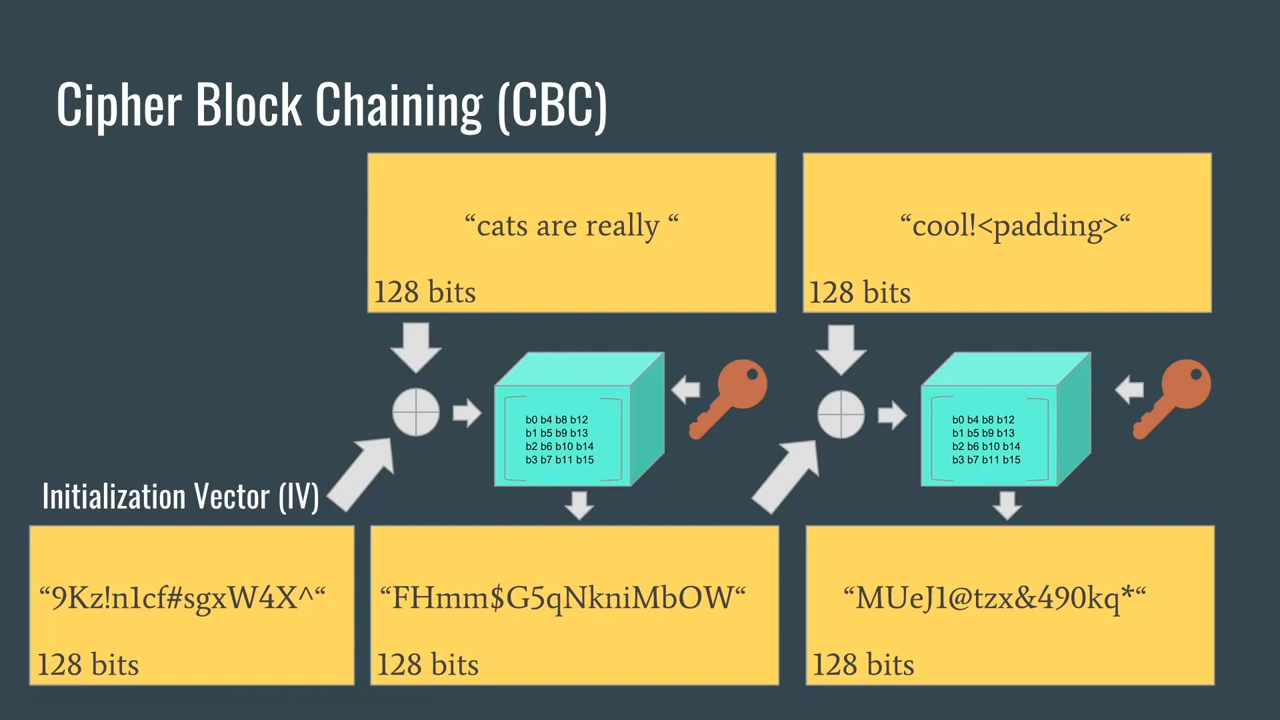 Cipher Block Chaining (CBC)
“cats are really “
128 bits
“cool!<padding>“
128 bits
b0 b4 b8 b12
b1 b5 b9 b13
b2 b6 b10 b14
b3 b7 b11 b15
b0 b4 b8 b12
b1 b5 b9 b13
b2 b6 b10 b14
b3 b7 b11 b15
Initialization Vector (IV)
“9Kz!n1cf#sgxW4X^“
128 bits
“FHmm$G5qNkniMbOW“
128 bits
“MUeJ1@tzx&490kq*“
128 bits